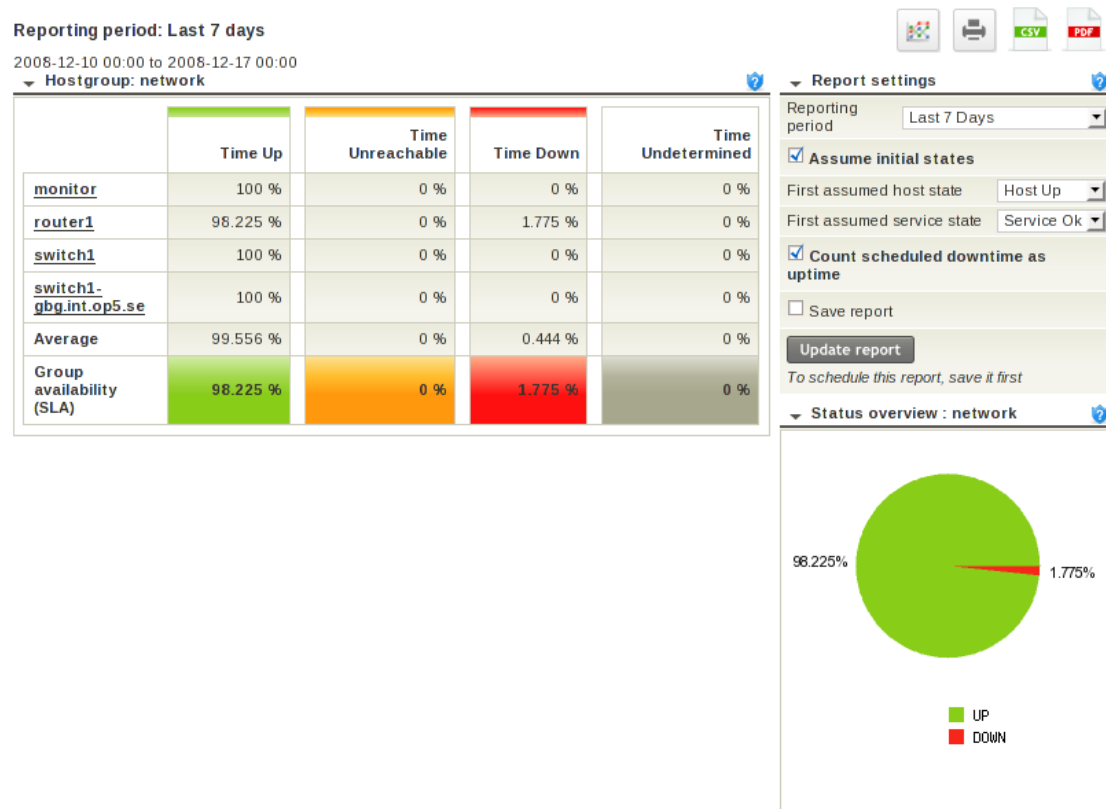 Reporting period: Last 7 days
2008-12-10 00:00 to 2008-12-17 00:00
CSV
PDF
Hostgroup: network
Time Up
Time
Unreachable
Time Down
Time
Undetermined
monitor 100 % 0 % 0 % 0 %
router1 98.225 % 0 % 1.775 % 0 %
switch1 100 % 0 % 0 % 0 %
switch1-
gbg.int.op5.se 100 % 0 % 0 % 0 %
Average 99.556 % 0 % 0.444 % 0 %
Group
availability
(SLA) 98.225 % 0 % 1.775 % 0 %
Report settings
Reporting
period
Last 7 Days
Assume initial states
First assumed host state Host Up
First assumed service state Service Ok
Count scheduled downtime as
uptime
Save report
Update report
To schedule this report, save it first
Status overview : network
98.225%
1.775%
UP
DOWN